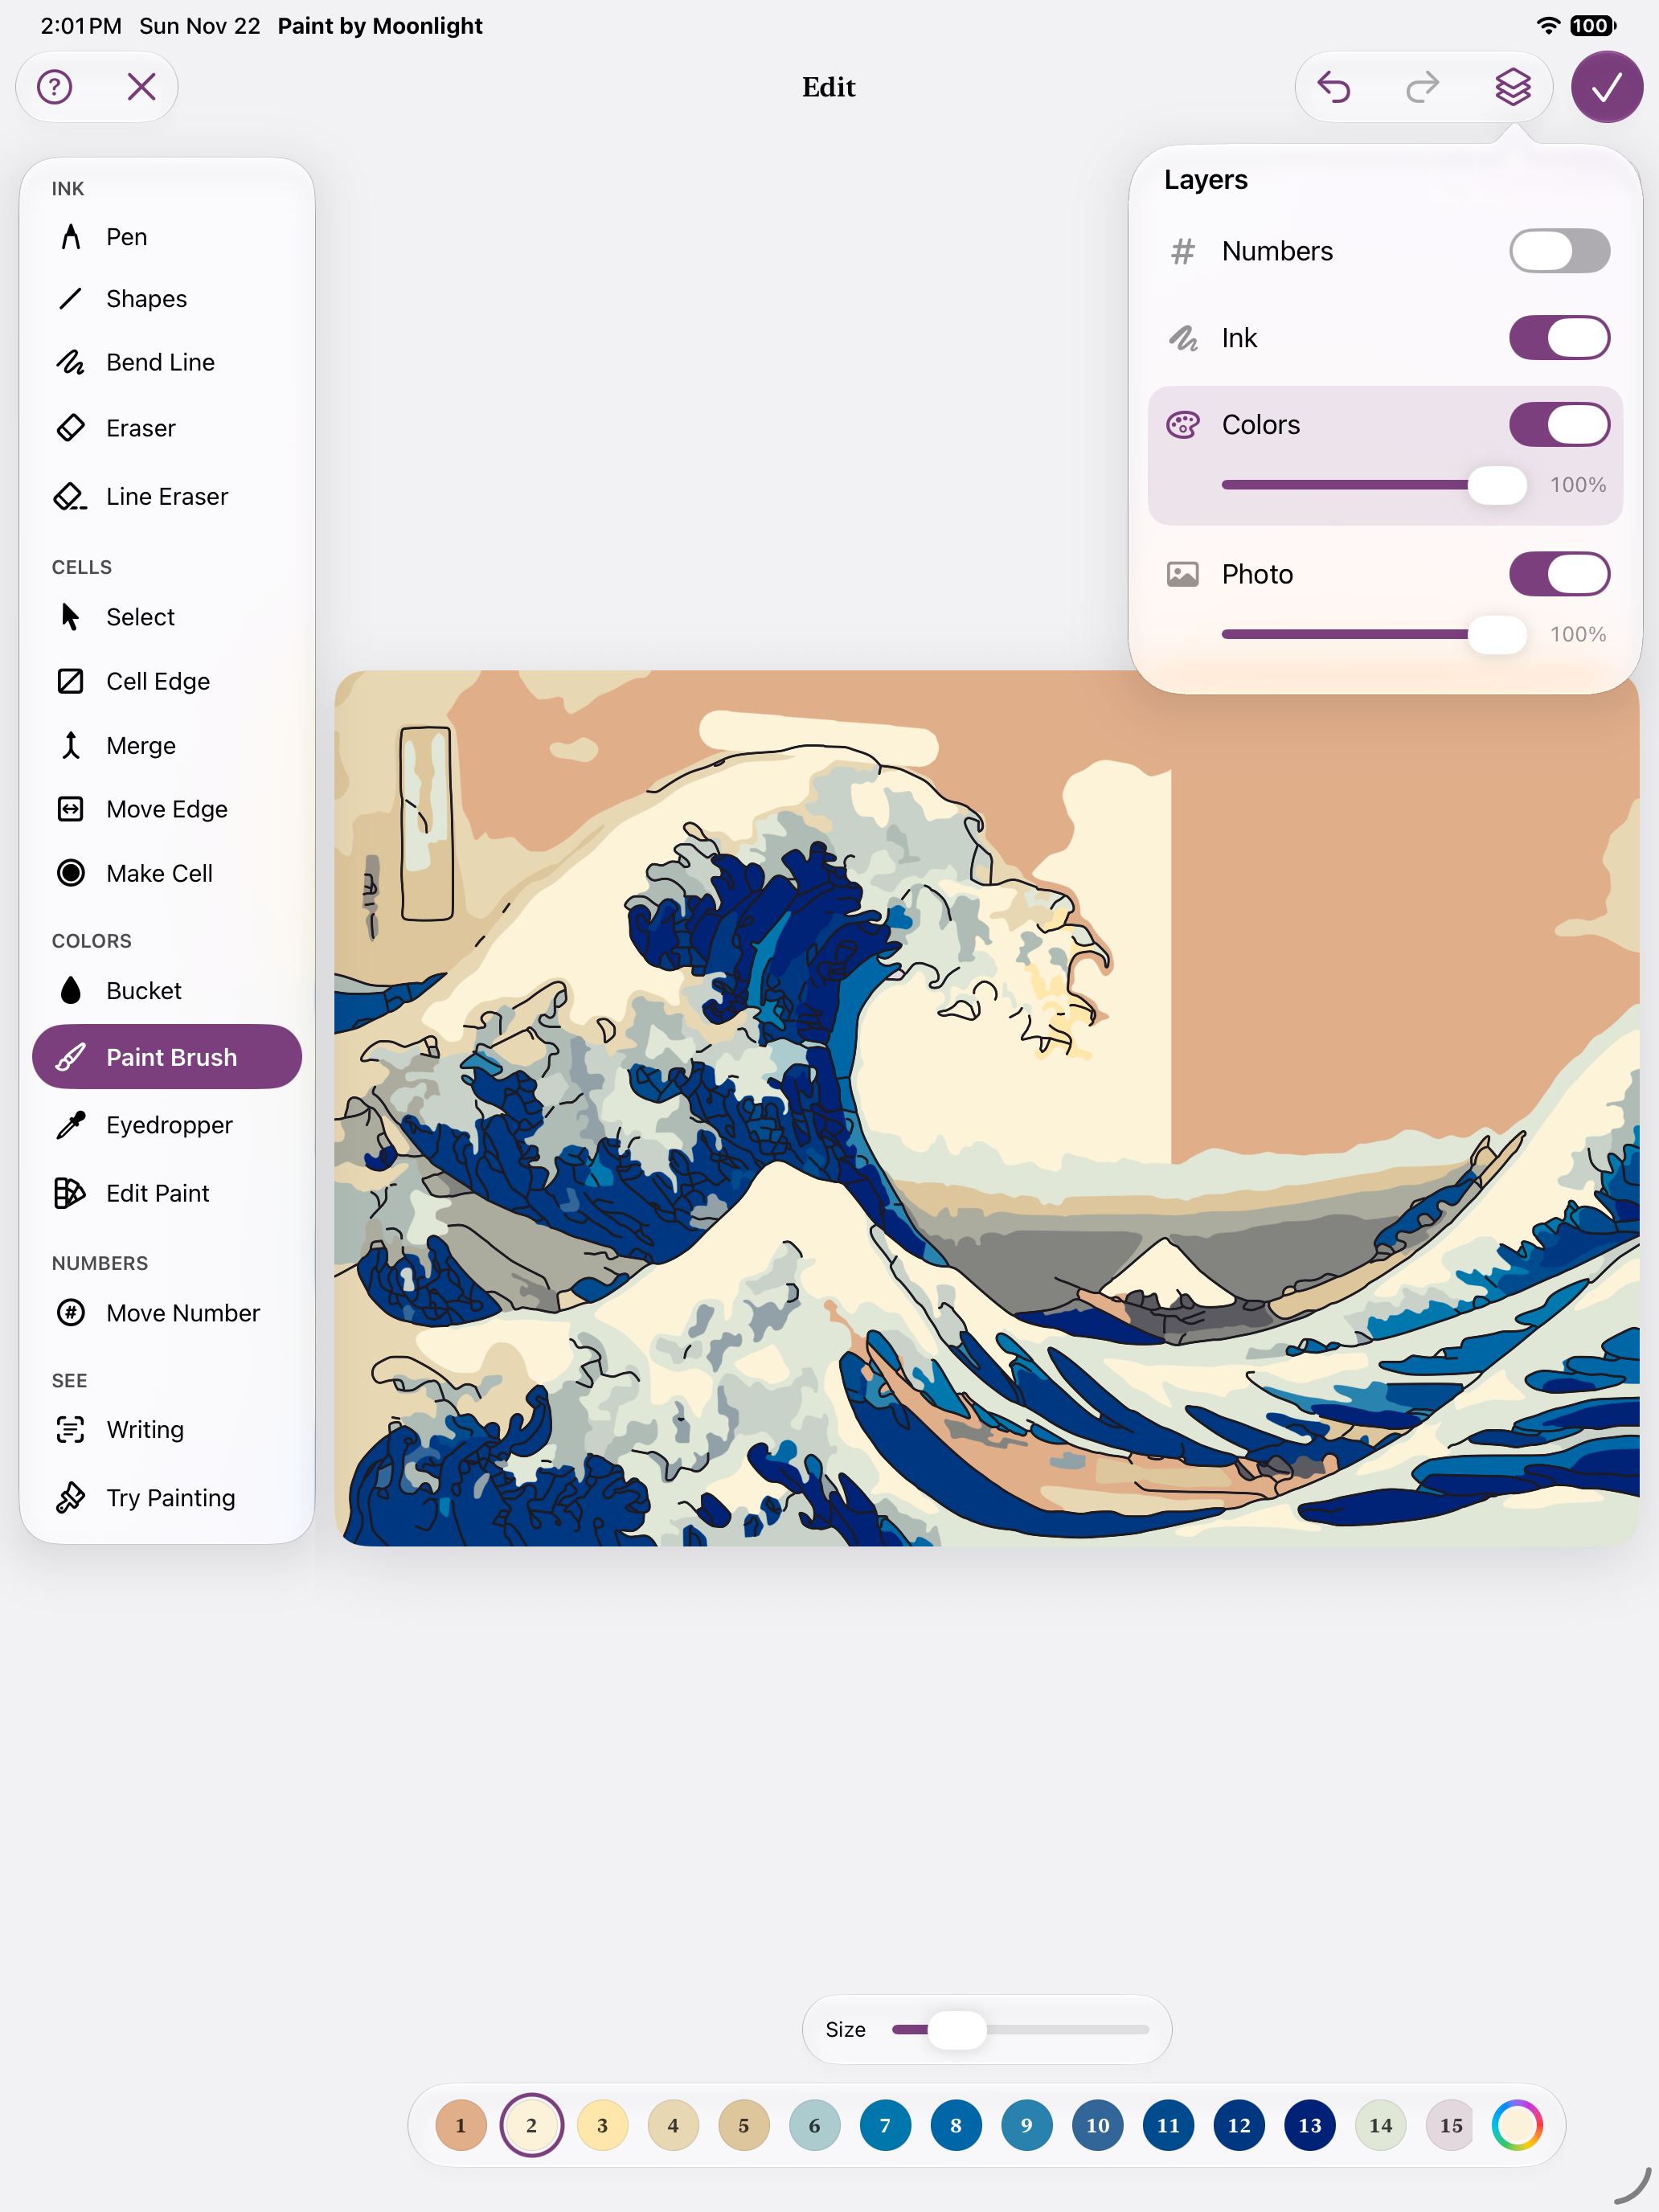 2:01 PM Sun Nov 22 Paint by Moonlight
100
?
Edit
INK
Pen
Shapes
Bend Line
Eraser
Line Eraser
CELLS
Select
Cell Edge
Merge
Move Edge
Make Cell
COLORS
Bucket
Paint Brush
Eyedropper
Edit Paint
NUMBERS
# Move Number
SEE
Writing
Try Painting
Layers
# Numbers
Ink
Colors
100%
Photo
100%
Size
1 2 3 4 5 6 7 8 9 10 11 12 13 14 15